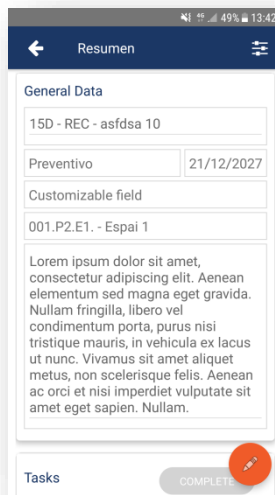 49% 13:42
Resumen
General Data
15D - REC - asfdsa 10
Preventivo 21/12/2027
Customizable field
001.P2.E1. - Espai 1
Lorem ipsum dolor sit amet,
consectetur adipiscing elit. Aenean
elementum sed magna eget gravida.
Nullam fringilla, libero vel
condimentum porta, purus nisi
tristique mauris, in vehicula ex lacus
ut nunc. Vivamus sit amet aliquet
metus, non scelerisque felis. Aenean
ac orci et nisi imperdiet vulputate sit
amet eget sapien. Nullam.
Tasks COMPLETE